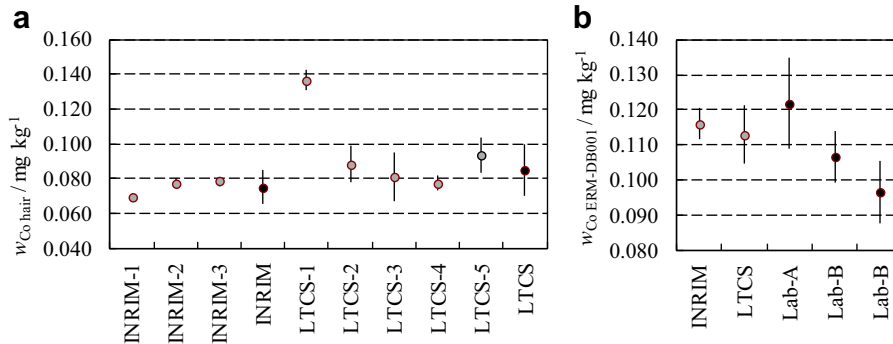 a
w Co hair / mg kg-1
0.160
0.140
0.120
0.100
0.080
0.060
0.040
INRIM-1
INRIM-2
INRIM-3
INRIM
LTCS-1
LTCS-2
LTCS-3
LTCS-4
LTCS-5
LTCS
b
w Co ERM-DB001 / mg kg-1
0.140
0.130
0.120
0.110
0.100
0.090
0.080
INRIM
LTCS
Lab-A
Lab-B
Lab-B